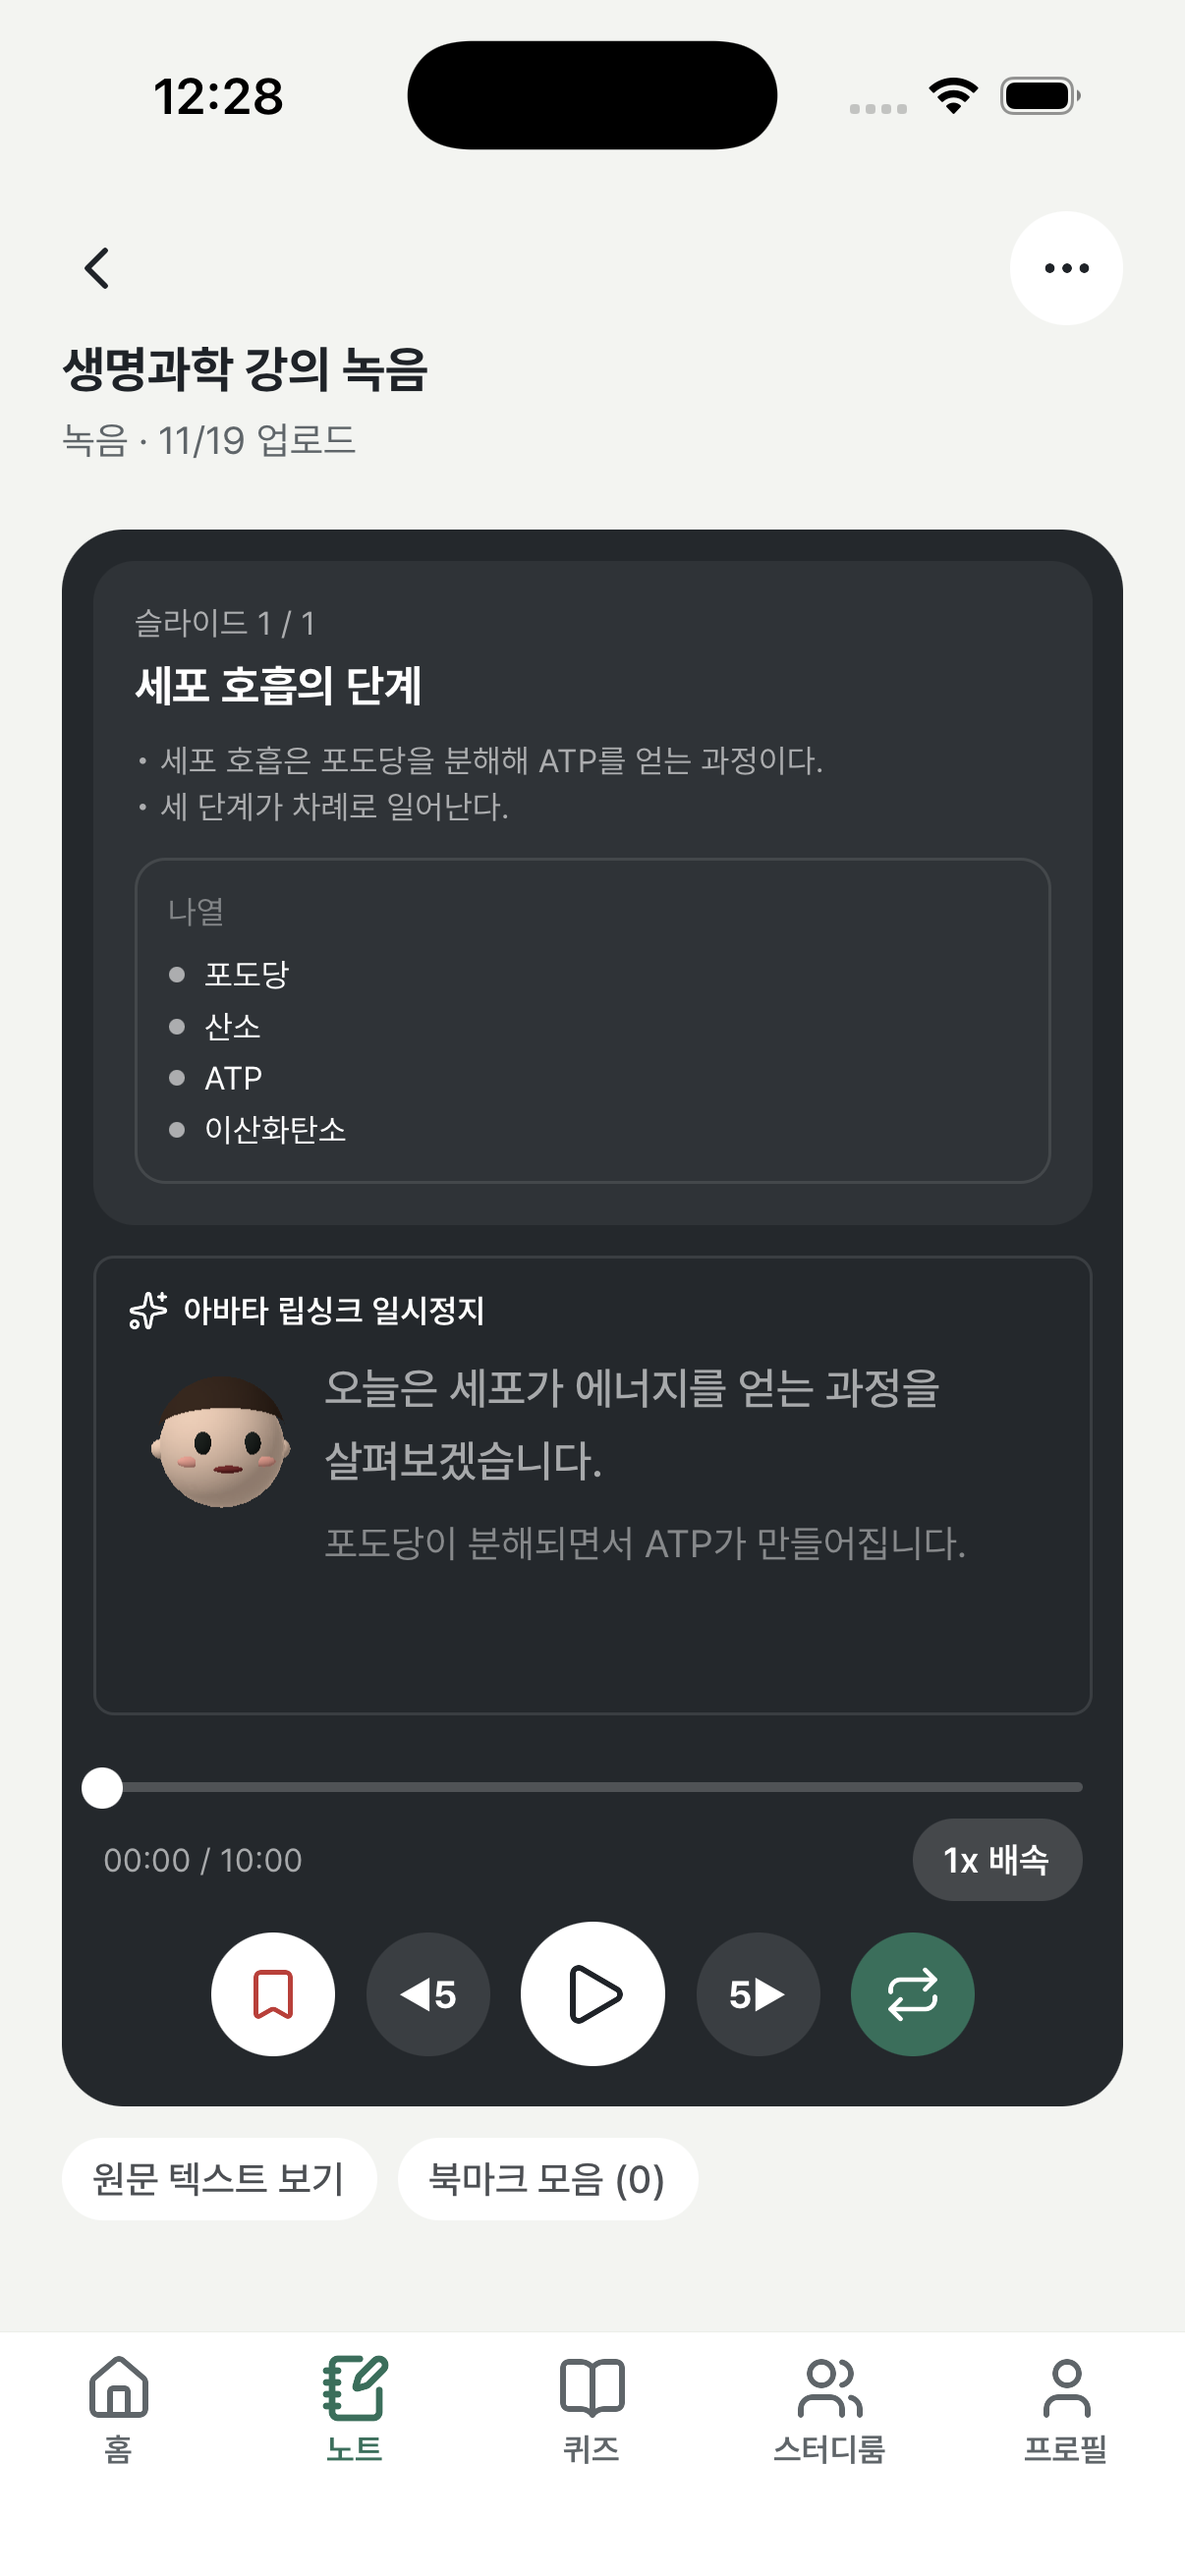 12:28
생명과학 강의 녹음
녹음 · 11/19 업로드
슬라이드 1 / 1
세포 호흡의 단계
• 세포 호흡은 포도당을 분해해 ATP를 얻는 과정이다.
• 세 단계가 차례로 일어난다.
나열
포도당
산소
ATP
이산화탄소
아바타 립싱크 일시정지
오늘은 세포가 에너지를 얻는 과정을
살펴보겠습니다.
포도당이 분해되면서 ATP가 만들어집니다.
00:00 / 10:00
1x 배속
◀5
5▶
원문 텍스트 보기
북마크 모음 (0)
홈
노트
퀴즈
스터디룸
프로필